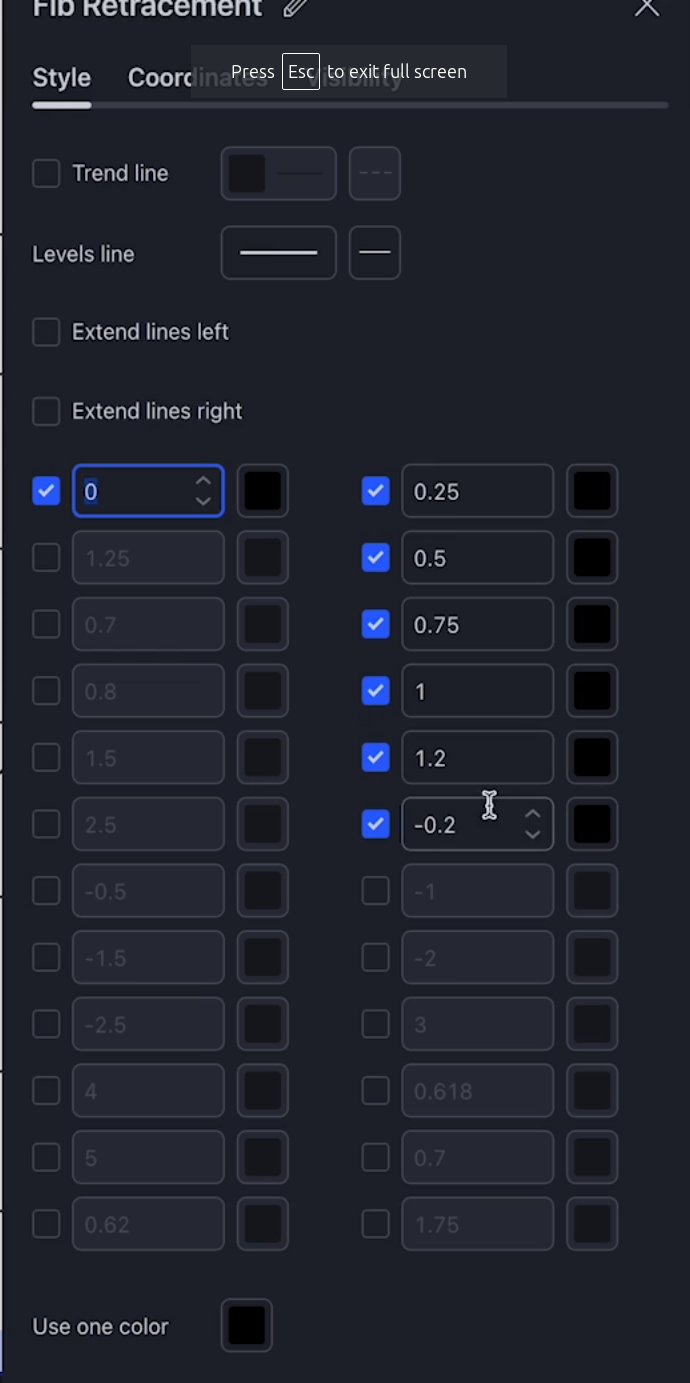 Fib Retracement
Press Esc to exit full screen
Style Coordinates Visibility
Trend line
Levels line
Extend lines left
Extend lines right
0 0.25
1.25 0.5
0.7 0.75
0.8 1
1.5 1.2
2.5 -0.2
-0.5 -1
-1.5 -2
-2.5 3
4 0.618
5 0.7
0.62 1.75
Use one color